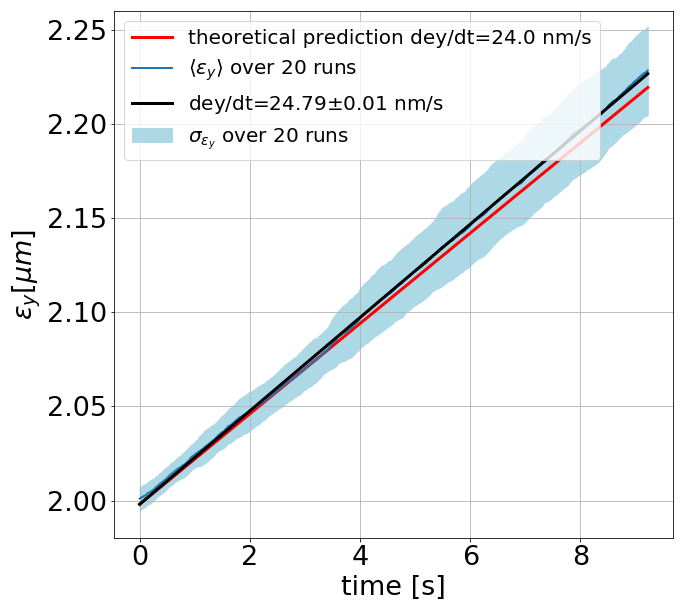 theoretical prediction dey/dt=24.0 nm/s
⟨εy⟩ over 20 runs
dey/dt=24.79±0.01 nm/s
σεy over 20 runs
2.25
2.20
2.15
2.10
2.05
2.00
εy[μm]
0 2 4 6 8
time [s]